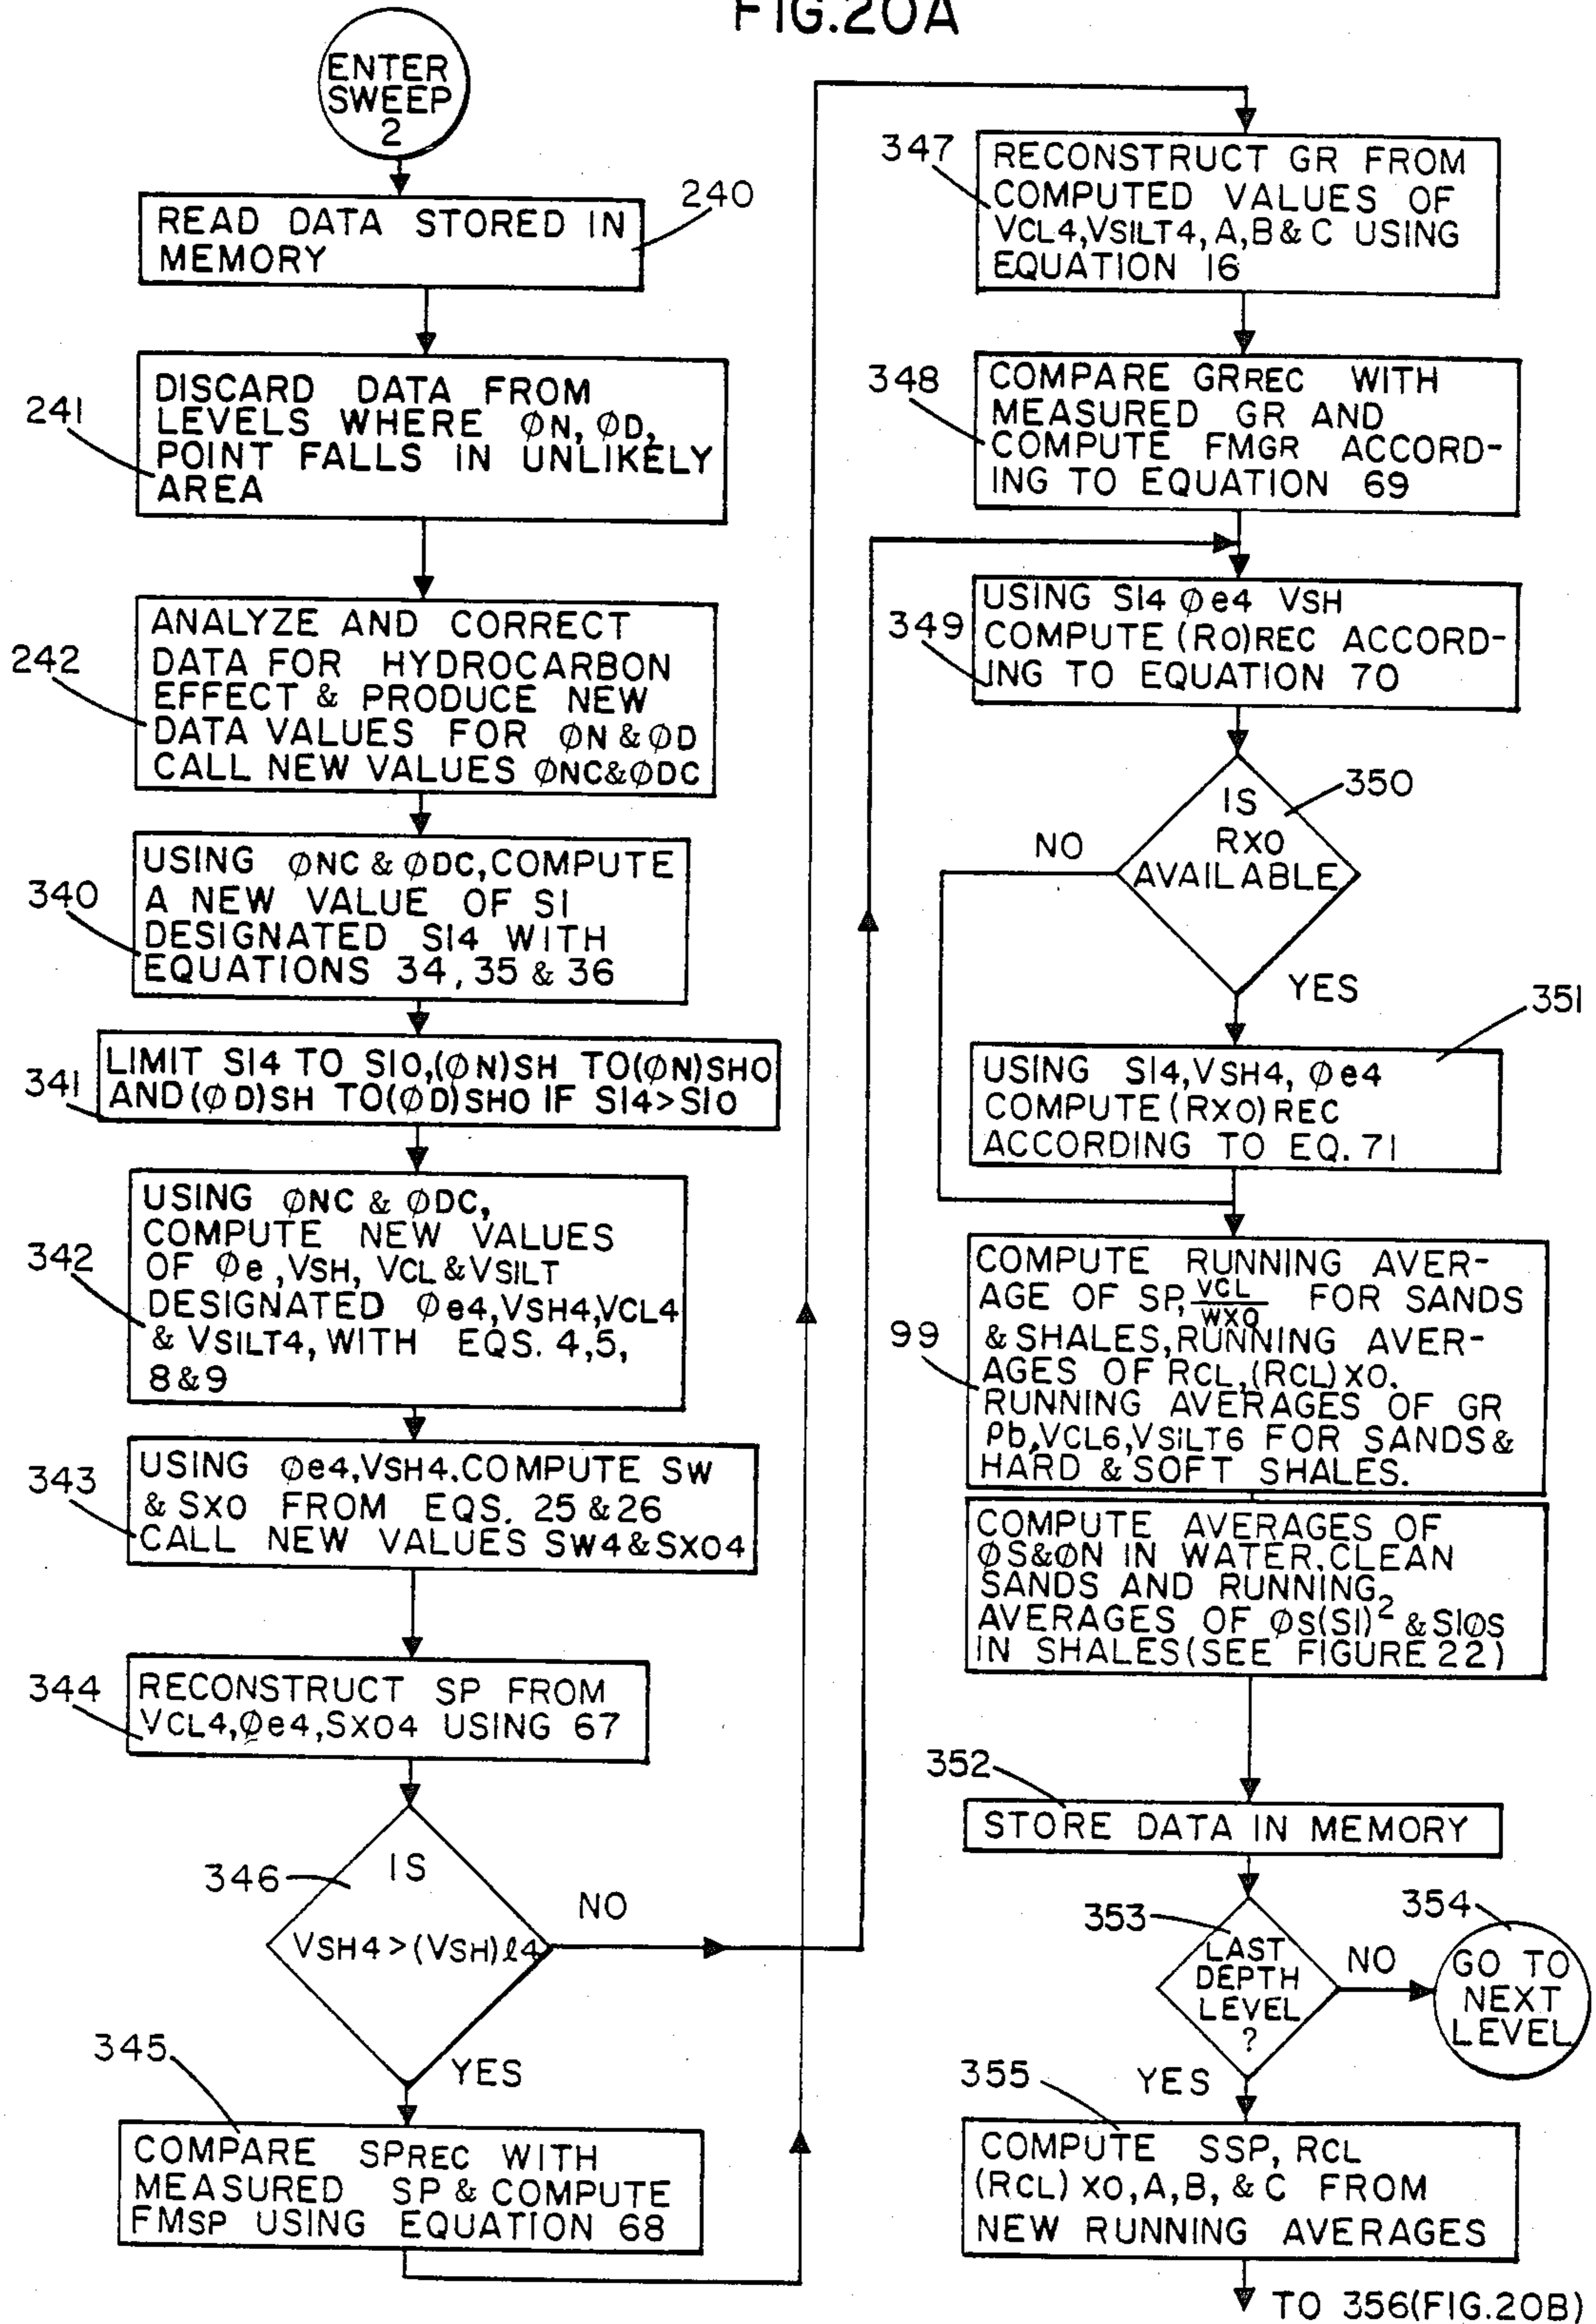 FIG.20A
ENTER
SWEEP
2
READ DATA STORED IN
MEMORY
240
DISCARD DATA FROM
LEVELS WHERE ØN, ØD,
POINT FALLS IN UNLIKELY
AREA
241
ANALYZE AND CORRECT
DATA FOR HYDROCARBON
EFFECT & PRODUCE NEW
DATA VALUES FOR ØN & ØD
CALL NEW VALUES ØNC&ØDC
242
USING ØNC & ØDC, COMPUTE
A NEW VALUE OF SI
DESIGNATED SI4 WITH
EQUATIONS 34, 35 & 36
340
LIMIT SI4 TO SIO,(ØN)SH TO(ØN)SHO
AND(ØD)SH TO(ØD)SHO IF SI4>SIO
341
USING ØNC & ØDC,
COMPUTE NEW VALUES
OF Øe, VSH, VCL & VSILT
DESIGNATED Øe4,VSH4,VCL4
& VSILT4, WITH EQS. 4,5,
8&9
342
USING Øe4,VSH4.COMPUTE SW
& SXO FROM EQS. 25 & 26
CALL NEW VALUES SW4&SXO4
343
RECONSTRUCT SP FROM
VCL4,Øe4,SXO4 USING 67
344
IS
VSH4>(VSH)ℓ4
346
NO
YES
COMPARE SPREC WITH
MEASURED SP & COMPUTE
FMSP USING EQUATION 68
345
RECONSTRUCT GR FROM
COMPUTED VALUES OF
VCL4,VSILT4, A,B & C USING
EQUATION 16
347
COMPARE GRREC WITH
MEASURED GR AND
COMPUTE FMGR ACCORD-
ING TO EQUATION 69
348
USING SI4 Øe4 VSH
COMPUTE (RO)REC ACCORD-
ING TO EQUATION 70
349
IS
RXO
AVAILABLE
350
NO
YES
USING SI4,VSH4, Øe4
COMPUTE(RXO)REC
ACCORDING TO EQ. 71
351
COMPUTE RUNNING AVER-
AGE OF SP, VCL/WXO FOR SANDS
& SHALES,RUNNING AVER-
AGES OF RCL,(RCL)XO.
RUNNING AVERAGES OF GR
ρb,VCL6,VSILT6 FOR SANDS &
HARD & SOFT SHALES.
99
COMPUTE AVERAGES OF
ØS&ØN IN WATER.CLEAN
SANDS AND RUNNING
AVERAGES OF ØS(SI)² & SIØS
IN SHALES(SEE FIGURE 22)
352
STORE DATA IN MEMORY
353
LAST
DEPTH
LEVEL
?
NO
354
GO TO
NEXT
LEVEL
YES
355
COMPUTE SSP, RCL
(RCL) XO, A, B, & C FROM
NEW RUNNING AVERAGES
TO 356(FIG.20B)